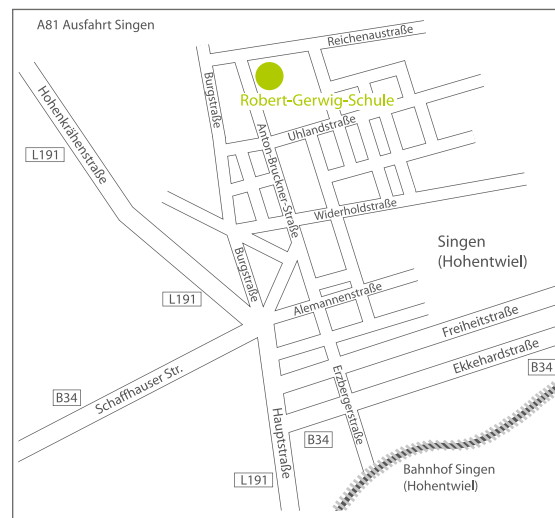 A81 Ausfahrt Singen
Reichenaustraße
Robert-Gerwig-Schule
Burgstraße
Hohenkrähenstraße
L191
Uhlandstraße
Anton-Bruckner-Straße
Widerholdstraße
Singen
(Hohentwiel)
Burgstraße
L191
Alemannenstraße
Freiheitstraße
Ekkehardstraße
B34
Schaffhauser Str.
B34
Erzbergerstraße
Hauptstraße
B34
L191
Bahnhof Singen
(Hohentwiel)